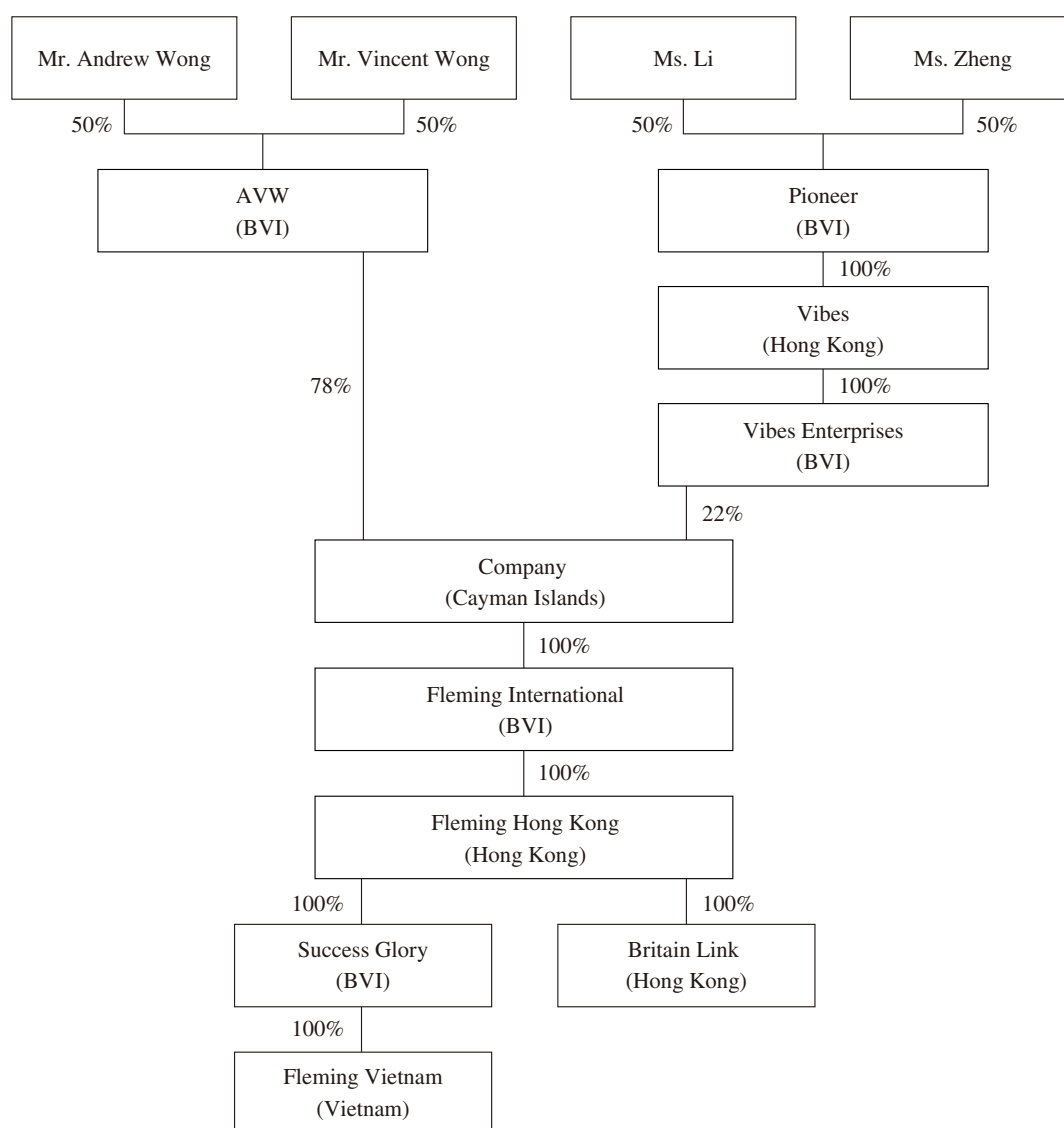 Mr. Andrew Wong
Mr. Vincent Wong
Ms. Li
Ms. Zheng
50%
50%
50%
50%
AVW
(BVI)
Pioneer
(BVI)
100%
Vibes
(Hong Kong)
78%
100%
Vibes Enterprises
(BVI)
22%
Company
(Cayman Islands)
100%
Fleming International
(BVI)
100%
Fleming Hong Kong
(Hong Kong)
100%
100%
Success Glory
(BVI)
Britain Link
(Hong Kong)
100%
Fleming Vietnam
(Vietnam)